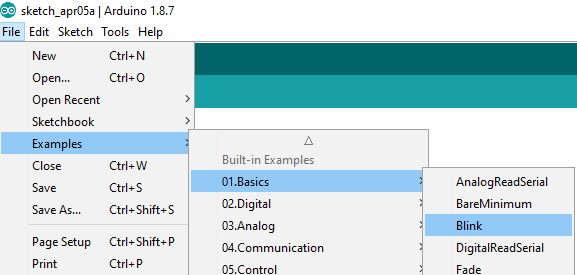 sketch_apr05a | Arduino 1.8.7
File Edit Sketch Tools Help
New Ctrl+N
Open... Ctrl+O
Open Recent
Sketchbook
Examples
Close Ctrl+W
Save Ctrl+S
Save As... Ctrl+Shift+S
Page Setup Ctrl+Shift+P
Print Ctrl+P
Built-in Examples
01.Basics
02.Digital
03.Analog
04.Communication
05.Control
AnalogReadSerial
BareMinimum
Blink
DigitalReadSerial
Fade